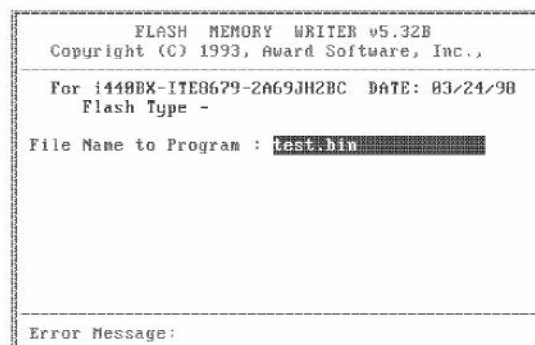 FLASH MEMORY WRITER v5.32B
Copyright (C) 1993, Award Software, Inc.,
For i440BX-ITE8679-2A69JH2BC DATE: 03/24/98
Flash Type -
File Name to Program : test.bin
Error Message: